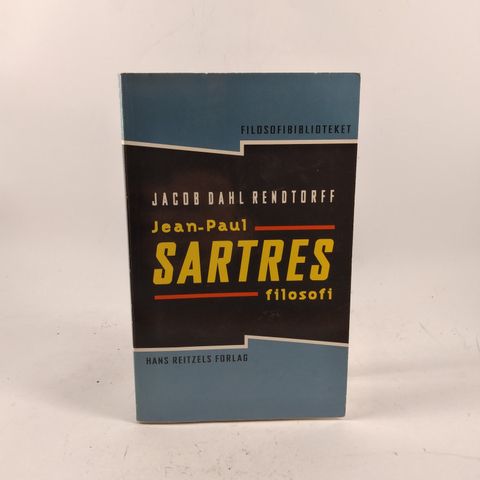 FILOSOFIBIBLIOTEKET
JACOB DAHL RENDTORFF
Jean-Paul
SARTRES
filosofi
HANS REITZELS FORLAG